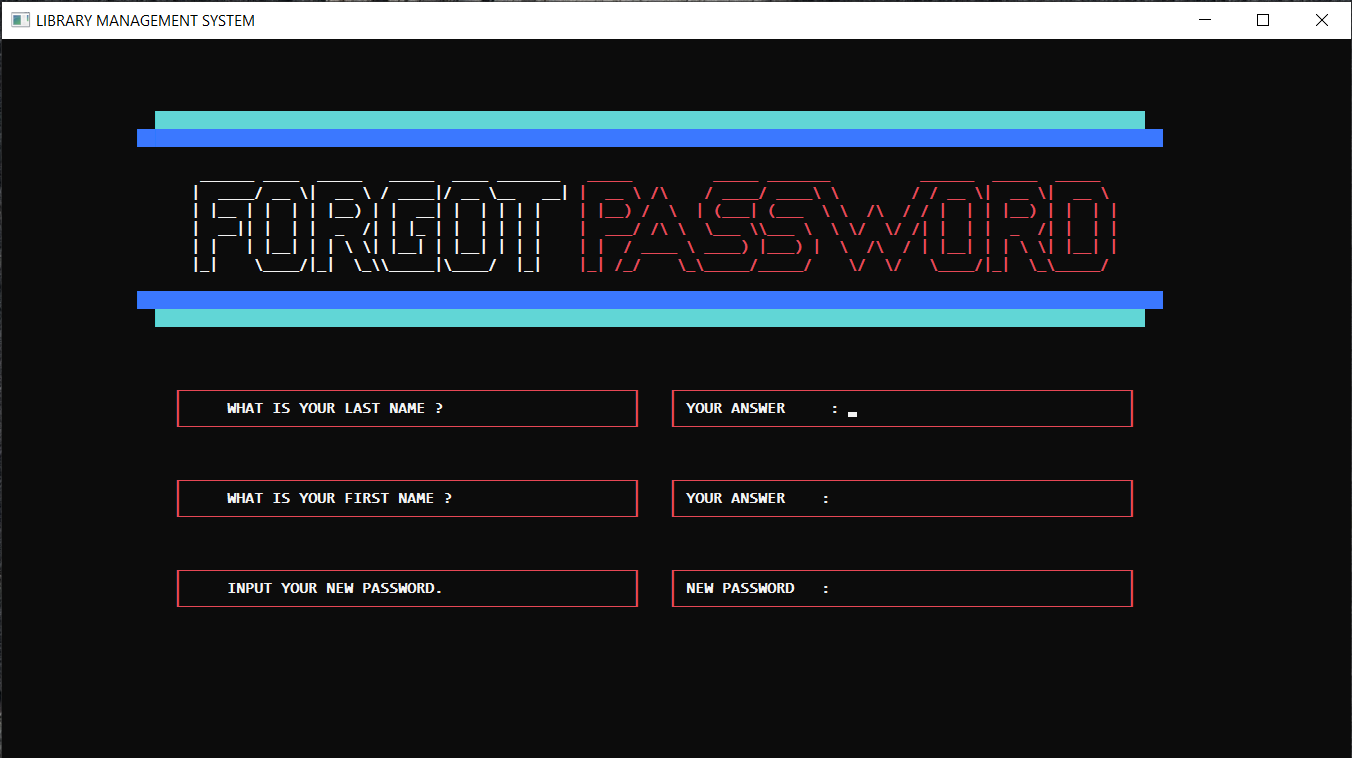 LIBRARY MANAGEMENT SYSTEM
FORGOT PASSWORD
WHAT IS YOUR LAST NAME ? YOUR ANSWER :
WHAT IS YOUR FIRST NAME ? YOUR ANSWER :
INPUT YOUR NEW PASSWORD. NEW PASSWORD :